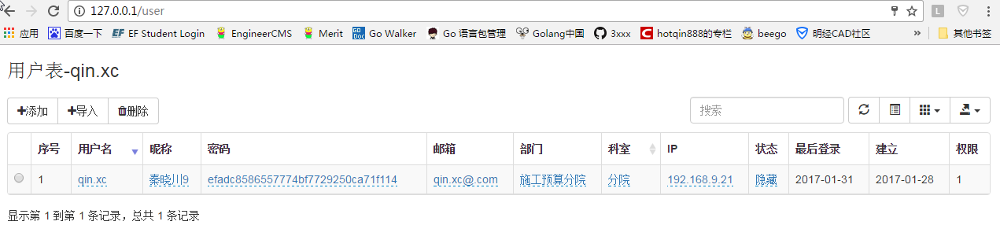 127.0.0.1/user
应用 百度一下 EF Student Login EngineerCMS Merit Go Walker Go 语言包管理 Golang中国 3xxx hotqin888的专栏 beego 明经CAD社区 » 其他书签
用户表-qin.xc
添加 导入 删除 搜索
序号 用户名 昵称 密码 邮箱 部门 科室 IP 状态 最后登录 建立 权限
1 qin.xc 秦晓川9 efadc8586557774bf7729250ca71f114 qin.xc@.com 施工预算分院 分院 192.168.9.21 隐藏 2017-01-31 2017-01-28 1
显示第 1 到第 1 条记录，总共 1 条记录